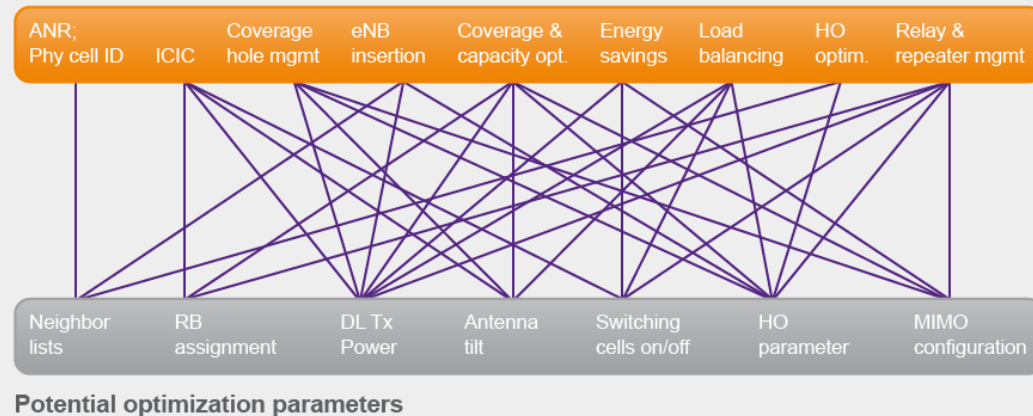 ANR;
Phy cell ID
ICIC
Coverage
hole mgmt
eNB
insertion
Coverage &
capacity opt.
Energy
savings
Load
balancing
HO
optim.
Relay &
repeater mgmt
Neighbor
lists
RB
assignment
DL Tx
Power
Antenna
tilt
Switching
cells on/off
HO
parameter
MIMO
configuration
Potential optimization parameters